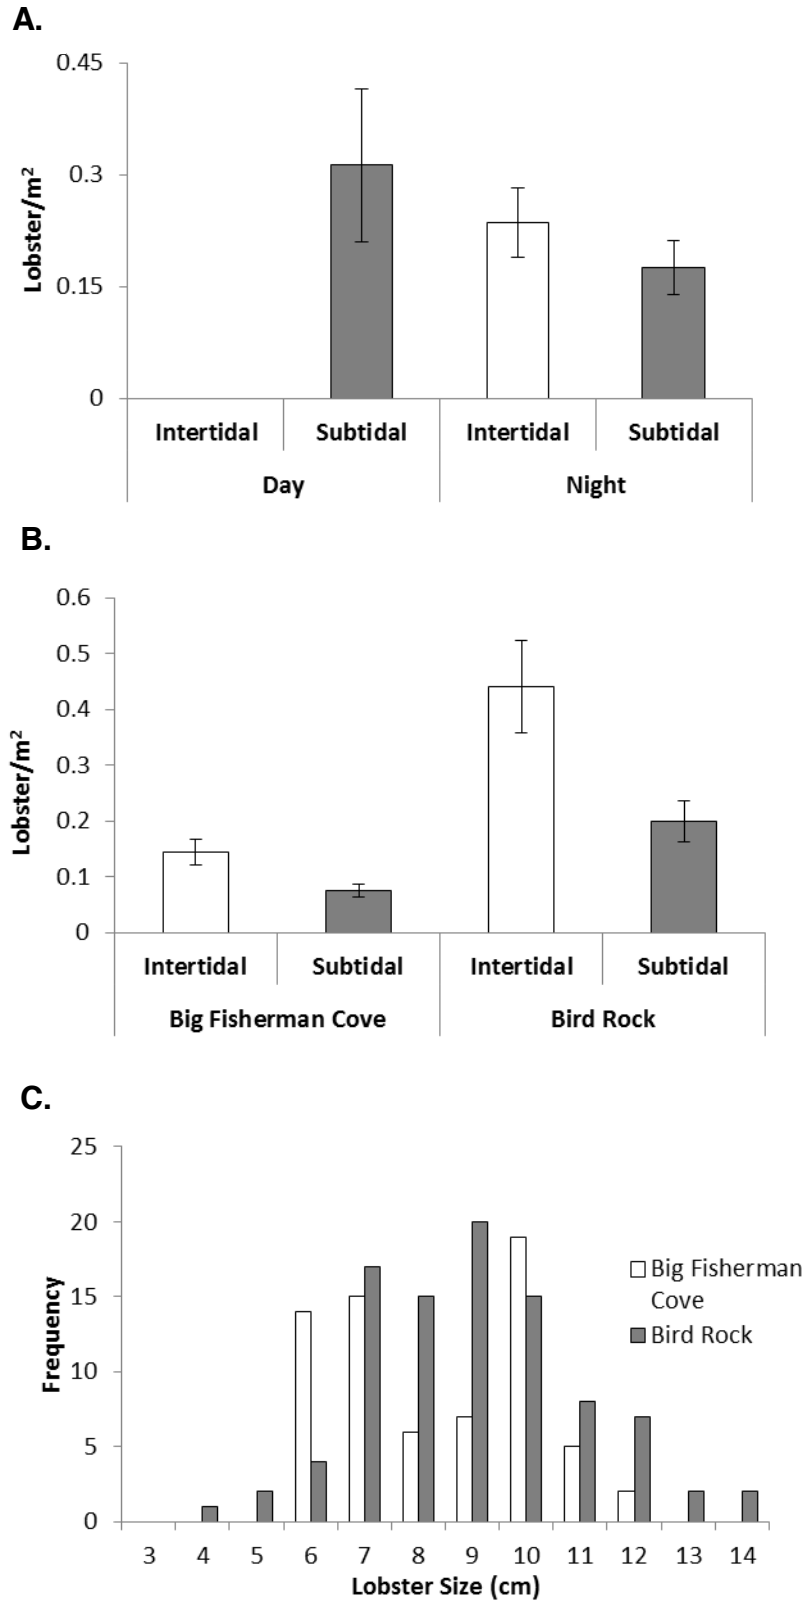 A.
0.45
0.3
0.15
0
Lobster/m²
Intertidal Subtidal Intertidal Subtidal
Day Night
B.
0.6
0.5
0.4
0.3
0.2
0.1
0
Lobster/m²
Intertidal Subtidal Intertidal Subtidal
Big Fisherman Cove Bird Rock
C.
25
20
15
10
5
0
Frequency
Big Fisherman
Cove
Bird Rock
3 4 5 6 7 8 9 10 11 12 13 14
Lobster Size (cm)